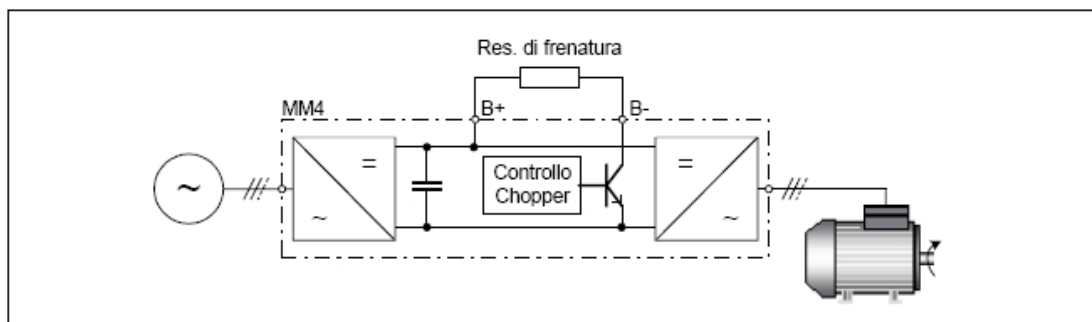 Res. di frenatura
MM4
B+
B-
=
~
Controllo
Chopper
=
~
~